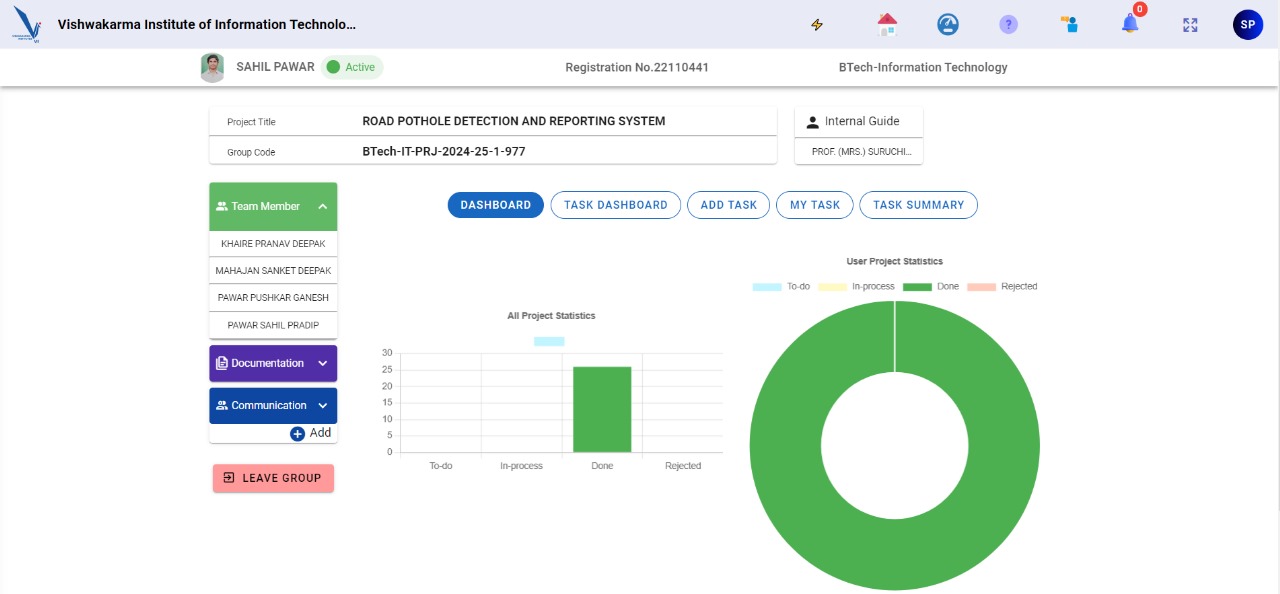 Vishwakarma Institute of Information Technolo...
0
SP
SAHIL PAWAR Active Registration No.22110441 BTech-Information Technology
Project Title ROAD POTHOLE DETECTION AND REPORTING SYSTEM
Group Code BTech-IT-PRJ-2024-25-1-977
Internal Guide
PROF. (MRS.) SURUCHI...
Team Member
KHAIRE PRANAV DEEPAK
MAHAJAN SANKET DEEPAK
PAWAR PUSHKAR GANESH
PAWAR SAHIL PRADIP
Documentation
Communication
Add
LEAVE GROUP
DASHBOARD TASK DASHBOARD ADD TASK MY TASK TASK SUMMARY
All Project Statistics
30
25
20
15
10
5
0
To-do In-process Done Rejected
User Project Statistics
To-do In-process Done Rejected